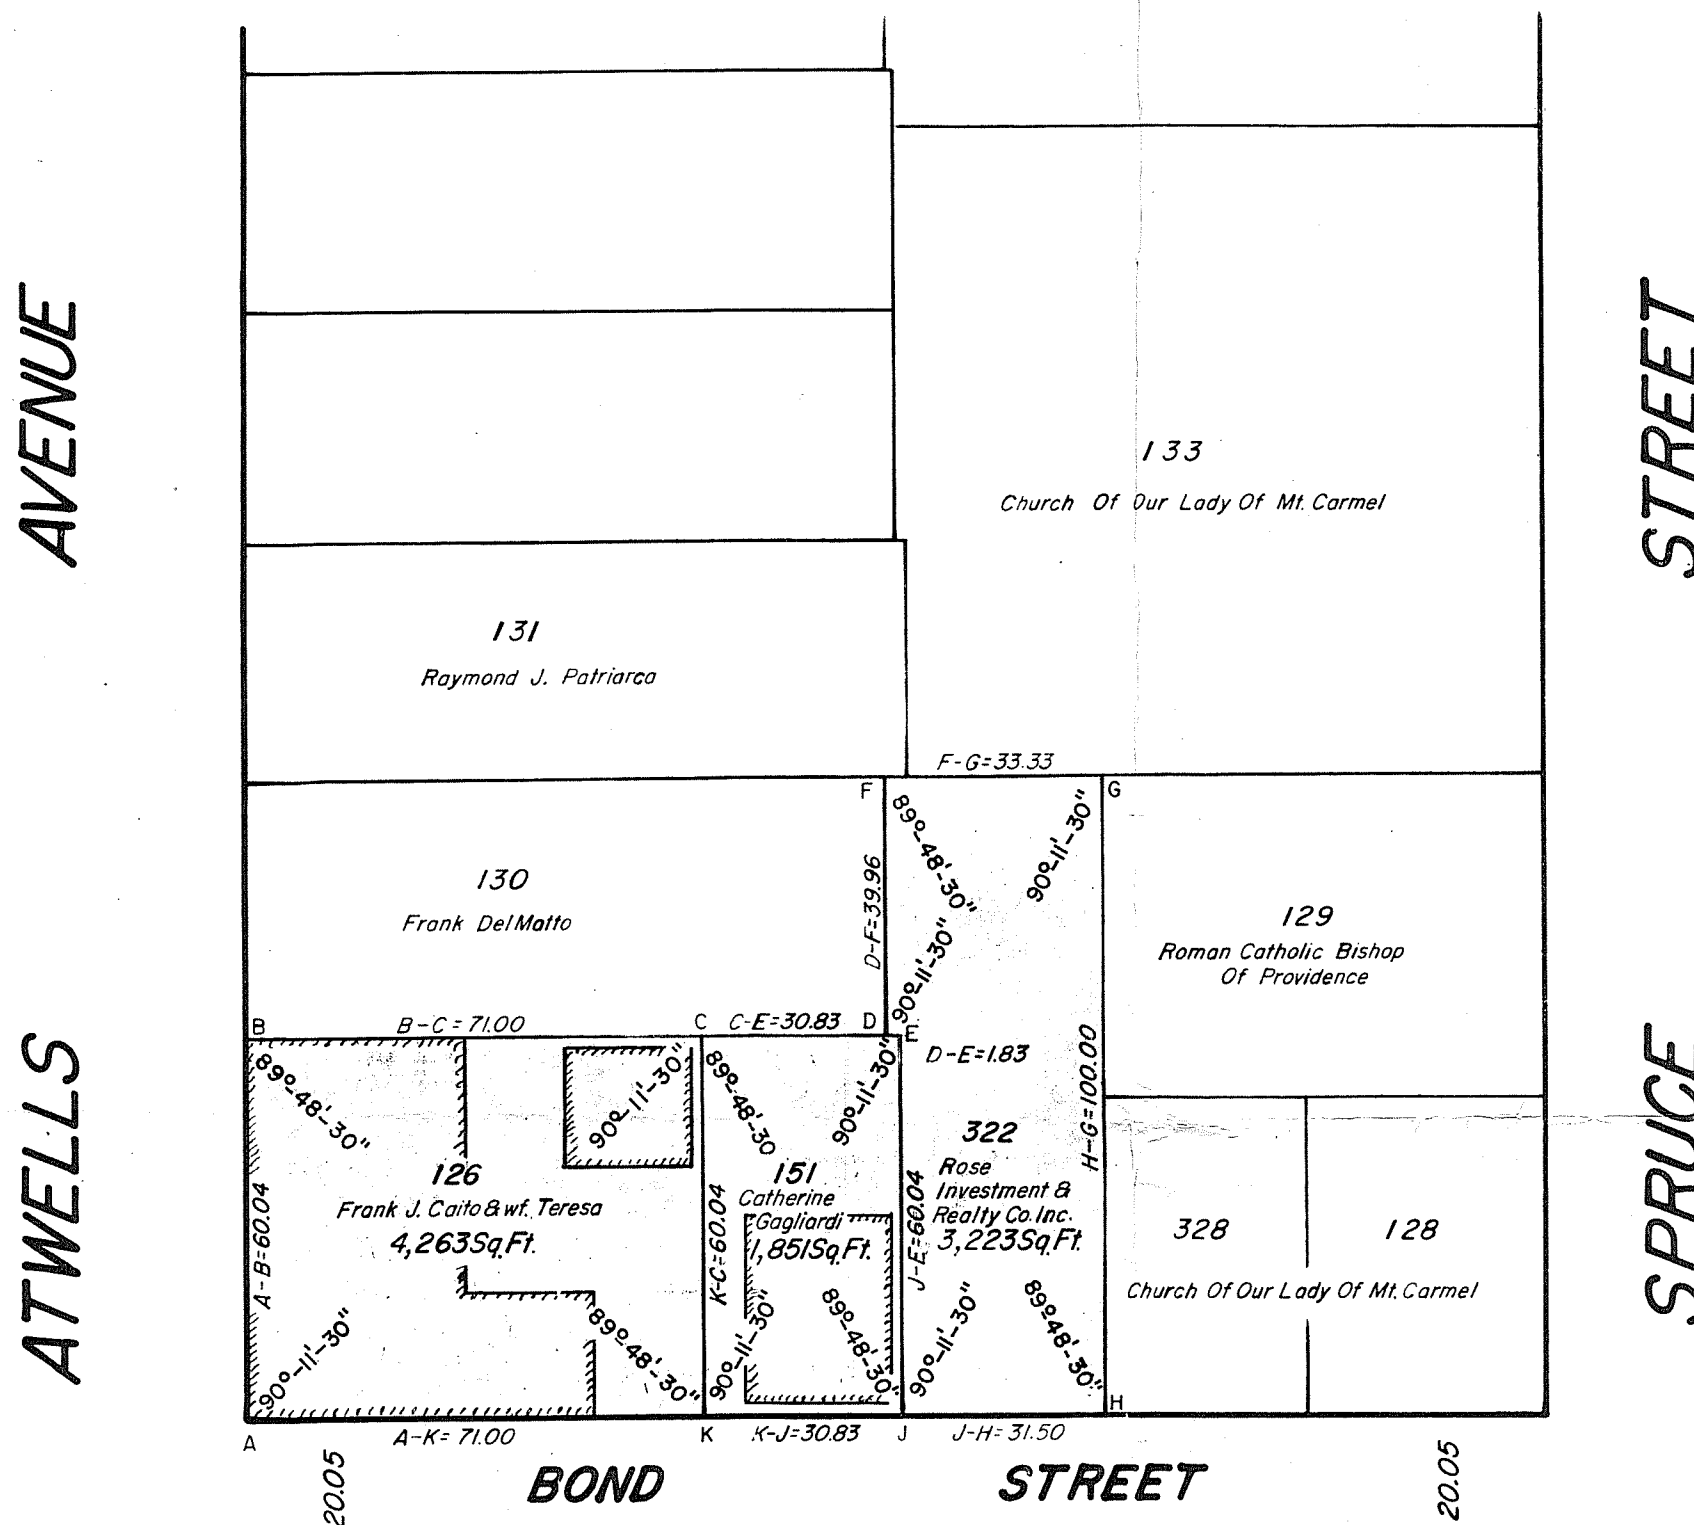 AVENUE
STREET
133
Church Of Our Lady Of Mt. Carmel
131
Raymond J. Patriarca
F-G=33.33
F
G
89°-48'-30"
90°-11'-30"
130
Frank DelMatto
D-F=39.96
90°-11'-30"
129
Roman Catholic Bishop
Of Providence
B
B-C=71.00
C
C-E=30.83
D
E
D-E=1.83
H-G=100.00
89°-48'-30"
90°-11'-30"
89°-48'-30
90°-11'-30"
ATWELLS
SPRUCE
126
Frank J. Caito & wf. Teresa
4,263 Sq. Ft.
A-B=60.04
151
Catherine
Gagliardi
1,851 Sq. Ft.
K-C=60.04
322
Rose
Investment &
Realty Co. Inc.
3,223 Sq. Ft.
J-E=60.04
328
128
Church Of Our Lady Of Mt. Carmel
90°-11'-30"
89°-48'-30"
90°-11'-30"
89°-48'-30"
90°-11'-30"
89°-48'-30"
H
A
A-K=71.00
K
K-J=30.83
J
J-H=31.50
20.05
BOND STREET
20.05